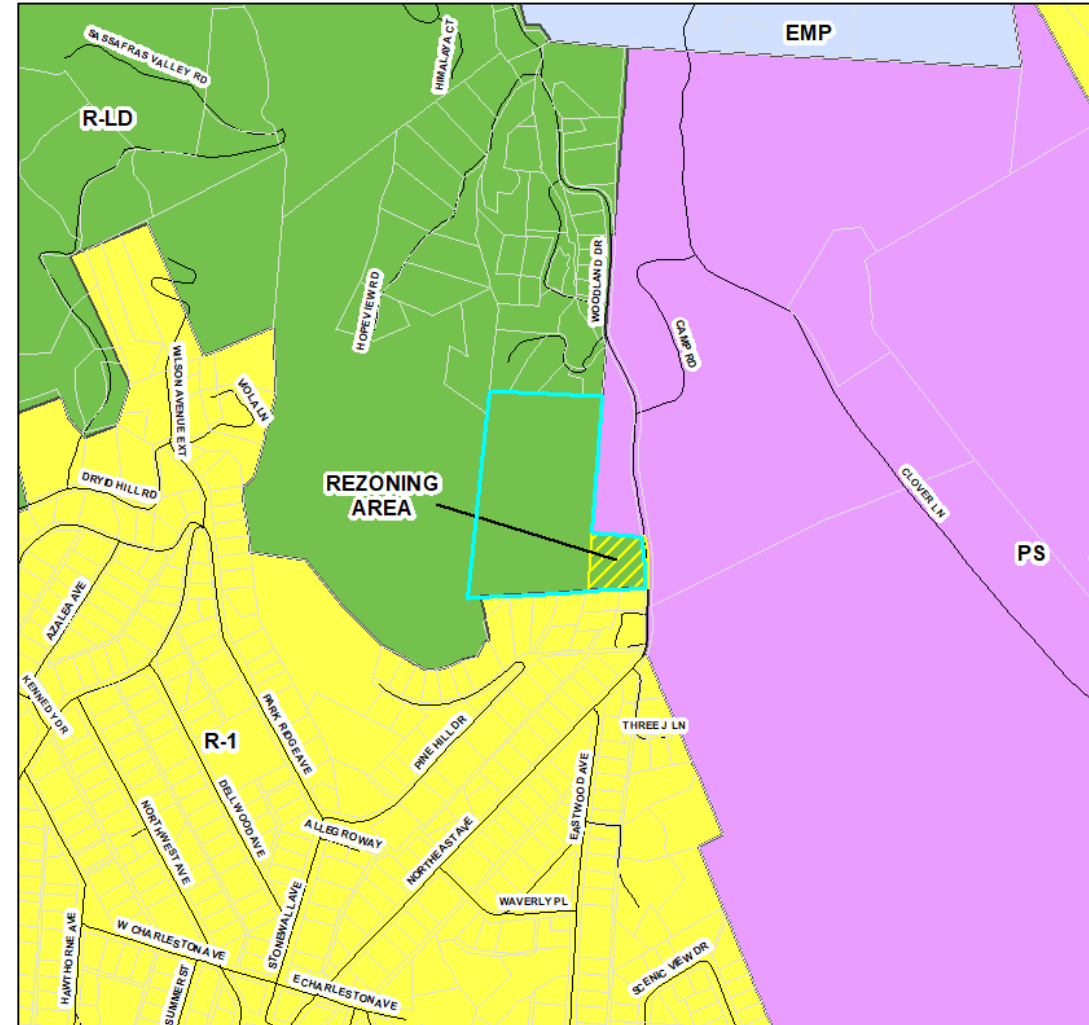 EMP
SASSAFRAS VALLEY RD
HIMALAYA CT
R-LD
WOODLAND DR
HOPEVIEW RD
CAMP RD
WILSON AVENUE EXT
VIOLA LN
DRYID HILL RD
REZONING
AREA
CLOVER LN
PS
AZALEA AVE
KENNEDY DR
PARK RIDGE AVE
R-1
PINE HILL DR
THREE J LN
DELLWOOD AVE
NORTHWEST AVE
ALLEGRO WAY
NORTHEAST AVE
EASTWOOD AVE
STONEWALL AVE
WAVERLY PL
HAWTHORNE AVE
W CHARLESTON AVE
SUMMER ST
E CHARLESTON AVE
SCENIC VIEW DR